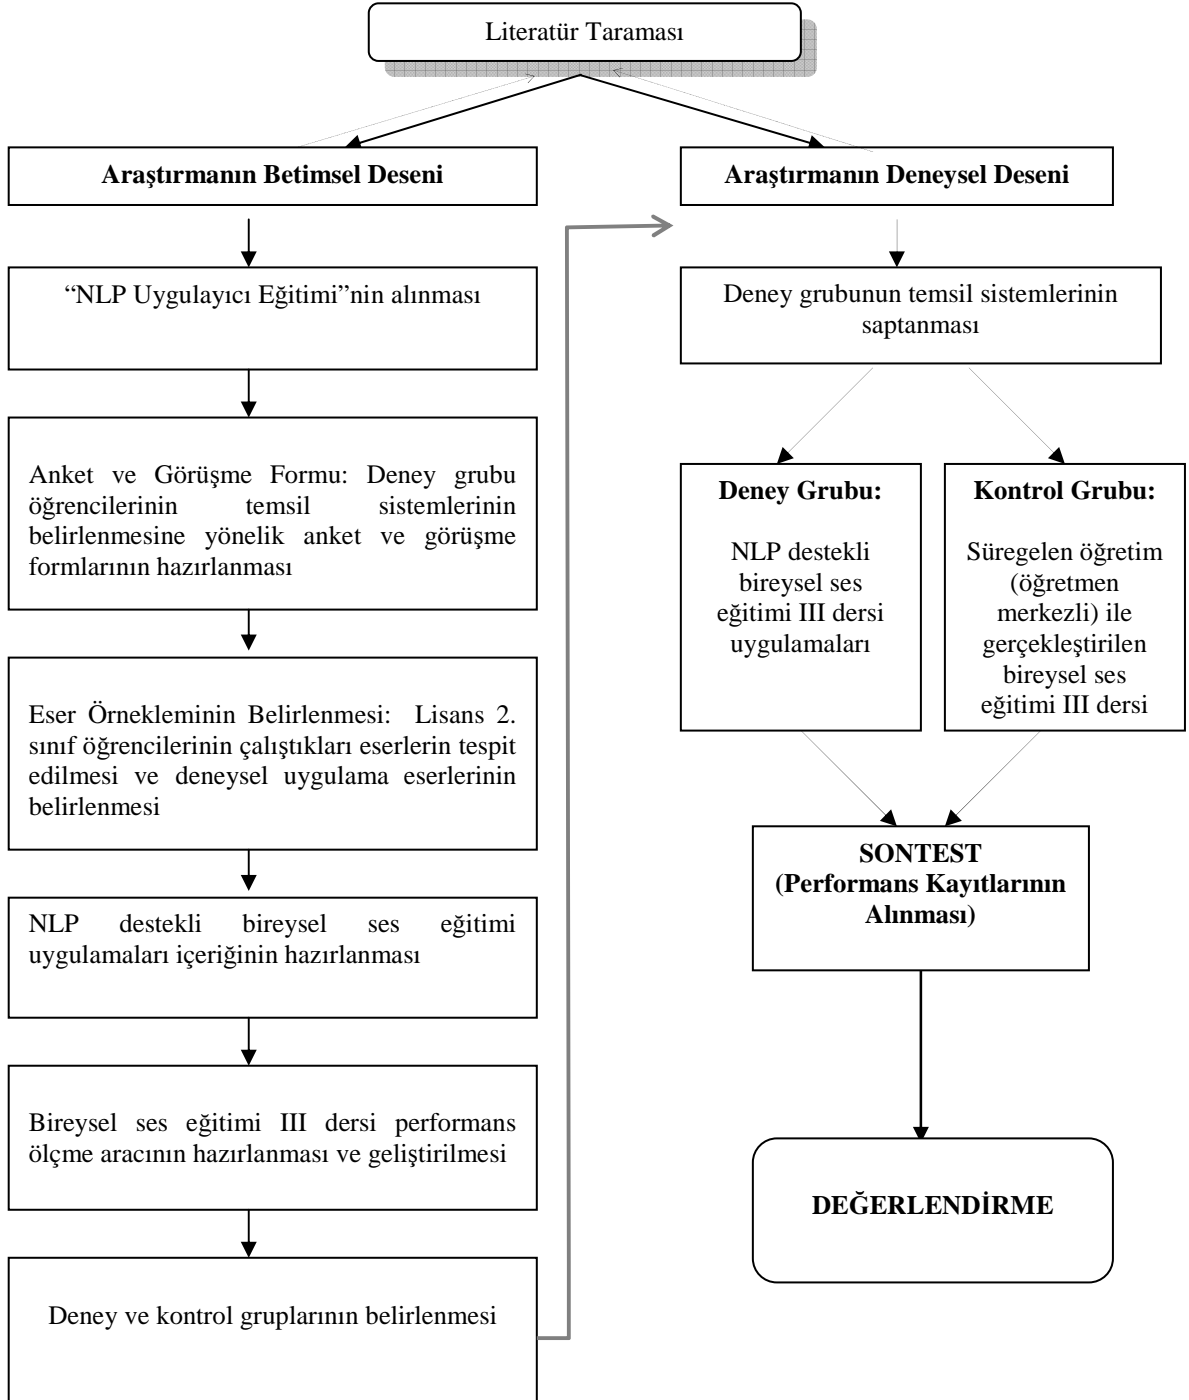 Literatür Taraması
Araştırmanın Betimsel Deseni
“NLP Uygulayıcı Eğitimi”nin alınması
Anket ve Görüşme Formu: Deney grubu
öğrencilerinin temsil sistemlerinin
belirlenmesine yönelik anket ve görüşme
formlarının hazırlanması
Eser Örnekleminin Belirlenmesi: Lisans 2.
sınıf öğrencilerinin çalıştıkları eserlerin tespit
edilmesi ve deneysel uygulama eserlerinin
belirlenmesi
NLP destekli bireysel ses eğitimi
uygulamaları içeriğinin hazırlanması
Bireysel ses eğitimi III dersi performans
ölçme aracının hazırlanması ve geliştirilmesi
Deney ve kontrol gruplarının belirlenmesi
Araştırmanın Deneysel Deseni
Deney grubunun temsil sistemlerinin
saptanması
Deney Grubu:
NLP destekli
bireysel ses
eğitimi III dersi
uygulamaları
Kontrol Grubu:
Süregelen öğretim
(öğretmen
merkezli) ile
gerçekleştirilen
bireysel ses
eğitimi III dersi
SONTEST
(Performans Kayıtlarının
Alınması)
DEĞERLENDİRME